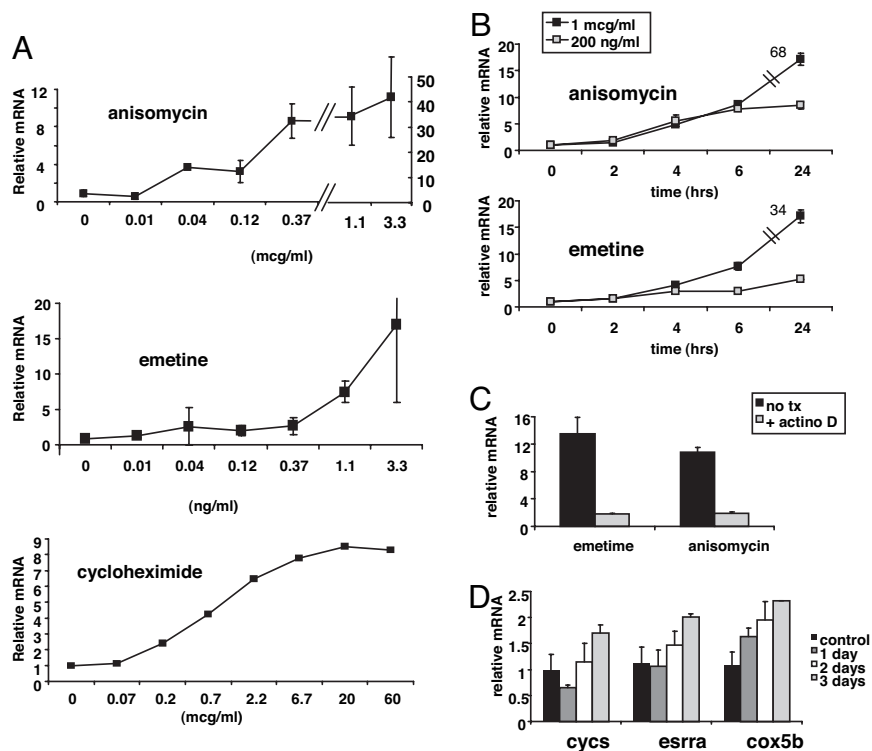 A
Relative mRNA
12
8
4
0
anisomycin
50
40
30
20
10
0
0 0.01 0.04 0.12 0.37 1.1 3.3
(mcg/ml)
Relative mRNA
20
15
10
5
0
emetine
0 0.01 0.04 0.12 0.37 1.1 3.3
(ng/ml)
Relative mRNA
9
8
7
6
5
4
3
2
1
0
cycloheximide
0 0.07 0.2 0.7 2.2 6.7 20 60
(mcg/ml)
B
1 mcg/ml
200 ng/ml
relative mRNA
20
15
10
5
0
anisomycin
68
0 2 4 6 24
time (hrs)
relative mRNA
20
15
10
5
0
emetine
34
0 2 4 6 24
time (hrs)
C
no tx
+ actino D
relative mRNA
16
12
8
4
0
emetime anisomycin
D
relative mRNA
2.5
2
1.5
1
0.5
0
control
1 day
2 days
3 days
cycs esrra cox5b